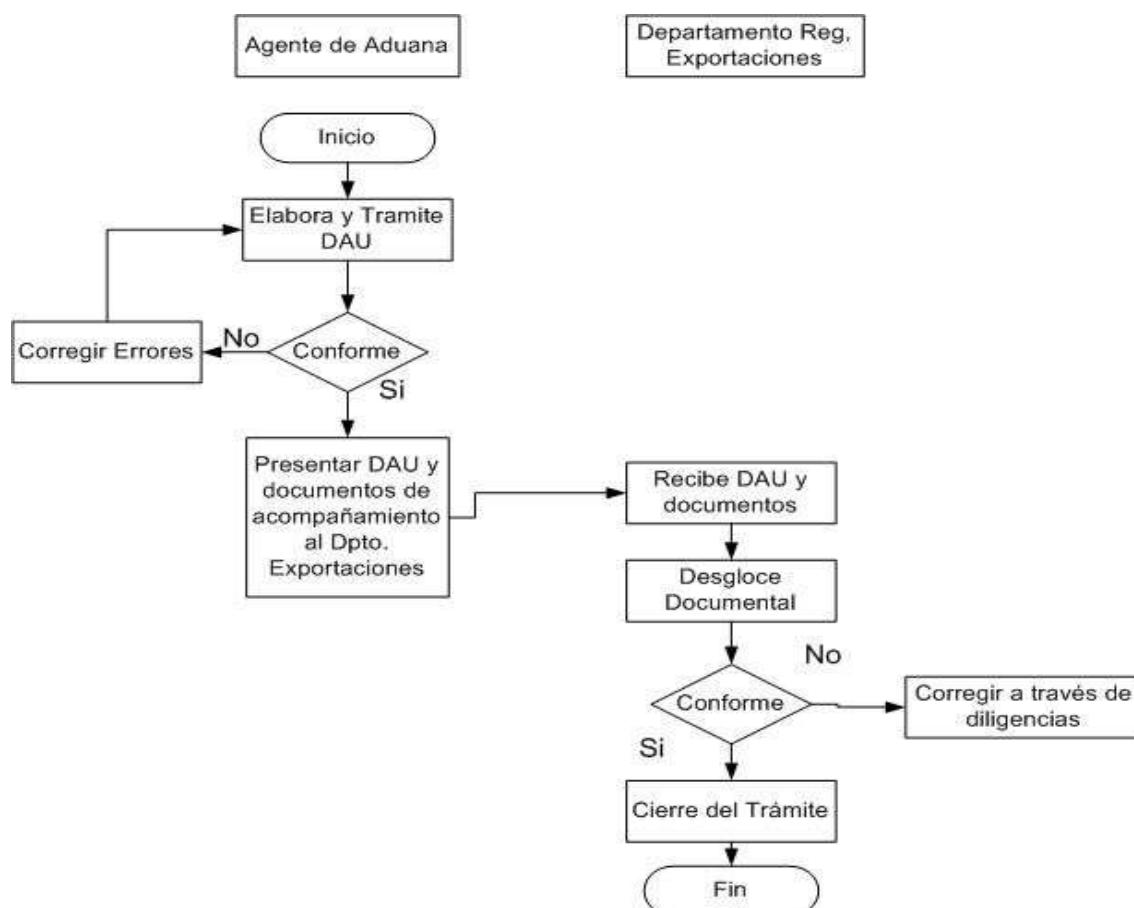 Agente de Aduana
Departamento Reg,
Exportaciones
Inicio
Elabora y Tramite
DAU
Corregir Errores
No
Conforme
Si
Presentar DAU y
documentos de
acompañamiento
al Dpto.
Exportaciones
Recibe DAU y
documentos
Desgloce
Documental
No
Conforme
Corregir a través de
diligencias
Si
Cierre del Trámite
Fin